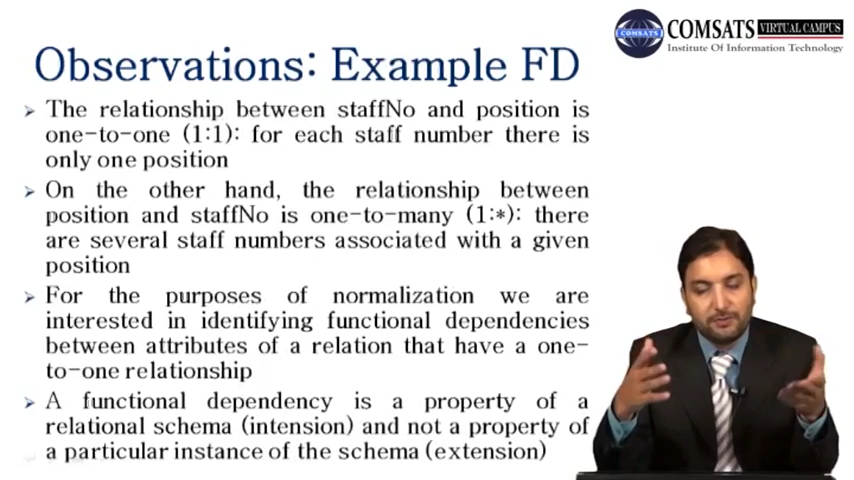 COMSATS
COMSATS VIRTUAL CAMPUS
Institute Of Information Technology
Observations: Example FD
➢ The relationship between staffNo and position is
one-to-one (1:1): for each staff number there is
only one position
➢ On the other hand, the relationship between
position and staffNo is one-to-many (1:*): there
are several staff numbers associated with a given
position
➢ For the purposes of normalization we are
interested in identifying functional dependencies
between attributes of a relation that have a one-
to-one relationship
➢ A functional dependency is a property of a
relational schema (intension) and not a property of
a particular instance of the schema (extension)